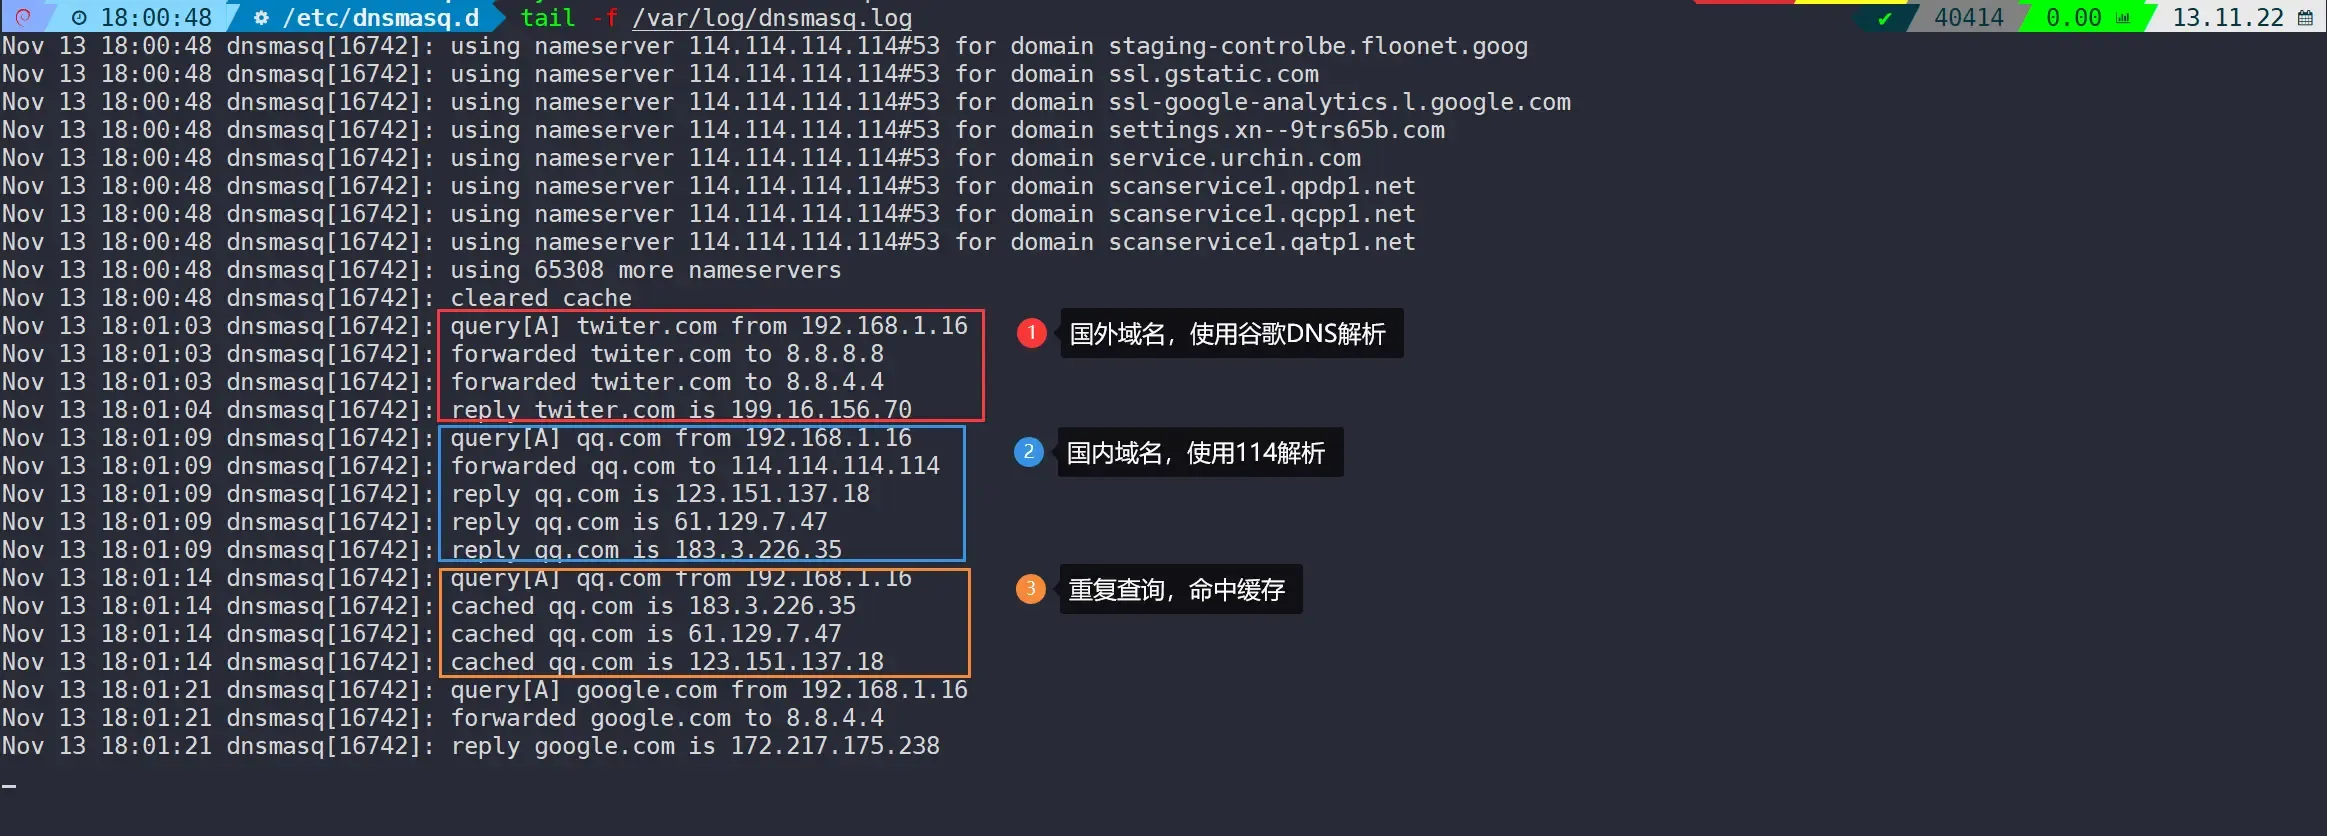 18:00:48 /etc/dnsmasq.d tail -f /var/log/dnsmasq.log ✔ 40414 0.00 13.11.22
Nov 13 18:00:48 dnsmasq[16742]: using nameserver 114.114.114.114#53 for domain staging-controlbe.floonet.goog
Nov 13 18:00:48 dnsmasq[16742]: using nameserver 114.114.114.114#53 for domain ssl.gstatic.com
Nov 13 18:00:48 dnsmasq[16742]: using nameserver 114.114.114.114#53 for domain ssl-google-analytics.l.google.com
Nov 13 18:00:48 dnsmasq[16742]: using nameserver 114.114.114.114#53 for domain settings.xn--9trs65b.com
Nov 13 18:00:48 dnsmasq[16742]: using nameserver 114.114.114.114#53 for domain service.urchin.com
Nov 13 18:00:48 dnsmasq[16742]: using nameserver 114.114.114.114#53 for domain scanservice1.qpdp1.net
Nov 13 18:00:48 dnsmasq[16742]: using nameserver 114.114.114.114#53 for domain scanservice1.qcpp1.net
Nov 13 18:00:48 dnsmasq[16742]: using nameserver 114.114.114.114#53 for domain scanservice1.qatp1.net
Nov 13 18:00:48 dnsmasq[16742]: using 65308 more nameservers
Nov 13 18:00:48 dnsmasq[16742]: cleared cache
Nov 13 18:01:03 dnsmasq[16742]: query[A] twiter.com from 192.168.1.16
1 国外域名，使用谷歌DNS解析
Nov 13 18:01:03 dnsmasq[16742]: forwarded twiter.com to 8.8.8.8
Nov 13 18:01:03 dnsmasq[16742]: forwarded twiter.com to 8.8.4.4
Nov 13 18:01:04 dnsmasq[16742]: reply twiter.com is 199.16.156.70
Nov 13 18:01:09 dnsmasq[16742]: query[A] qq.com from 192.168.1.16
2 国内域名，使用114解析
Nov 13 18:01:09 dnsmasq[16742]: forwarded qq.com to 114.114.114.114
Nov 13 18:01:09 dnsmasq[16742]: reply qq.com is 123.151.137.18
Nov 13 18:01:09 dnsmasq[16742]: reply qq.com is 61.129.7.47
Nov 13 18:01:09 dnsmasq[16742]: reply qq.com is 183.3.226.35
Nov 13 18:01:14 dnsmasq[16742]: query[A] qq.com from 192.168.1.16
3 重复查询，命中缓存
Nov 13 18:01:14 dnsmasq[16742]: cached qq.com is 183.3.226.35
Nov 13 18:01:14 dnsmasq[16742]: cached qq.com is 61.129.7.47
Nov 13 18:01:14 dnsmasq[16742]: cached qq.com is 123.151.137.18
Nov 13 18:01:21 dnsmasq[16742]: query[A] google.com from 192.168.1.16
Nov 13 18:01:21 dnsmasq[16742]: forwarded google.com to 8.8.4.4
Nov 13 18:01:21 dnsmasq[16742]: reply google.com is 172.217.175.238